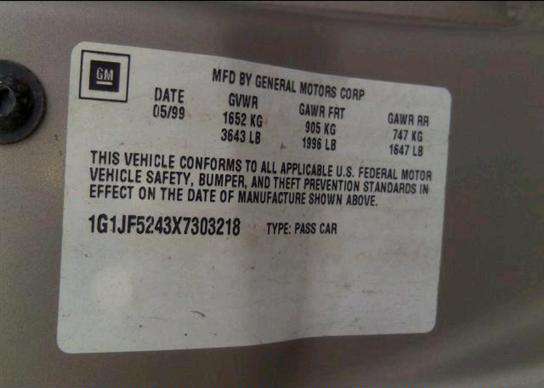 GM
MFD BY GENERAL MOTORS CORP
DATE GVWR GAWR FRT GAWR RR
05/99 1652 KG 905 KG 747 KG
3643 LB 1996 LB 1647 LB
THIS VEHICLE CONFORMS TO ALL APPLICABLE U.S. FEDERAL MOTOR
VEHICLE SAFETY, BUMPER, AND THEFT PREVENTION STANDARDS IN
EFFECT ON THE DATE OF MANUFACTURE SHOWN ABOVE.
1G1JF5243X7303218 TYPE: PASS CAR